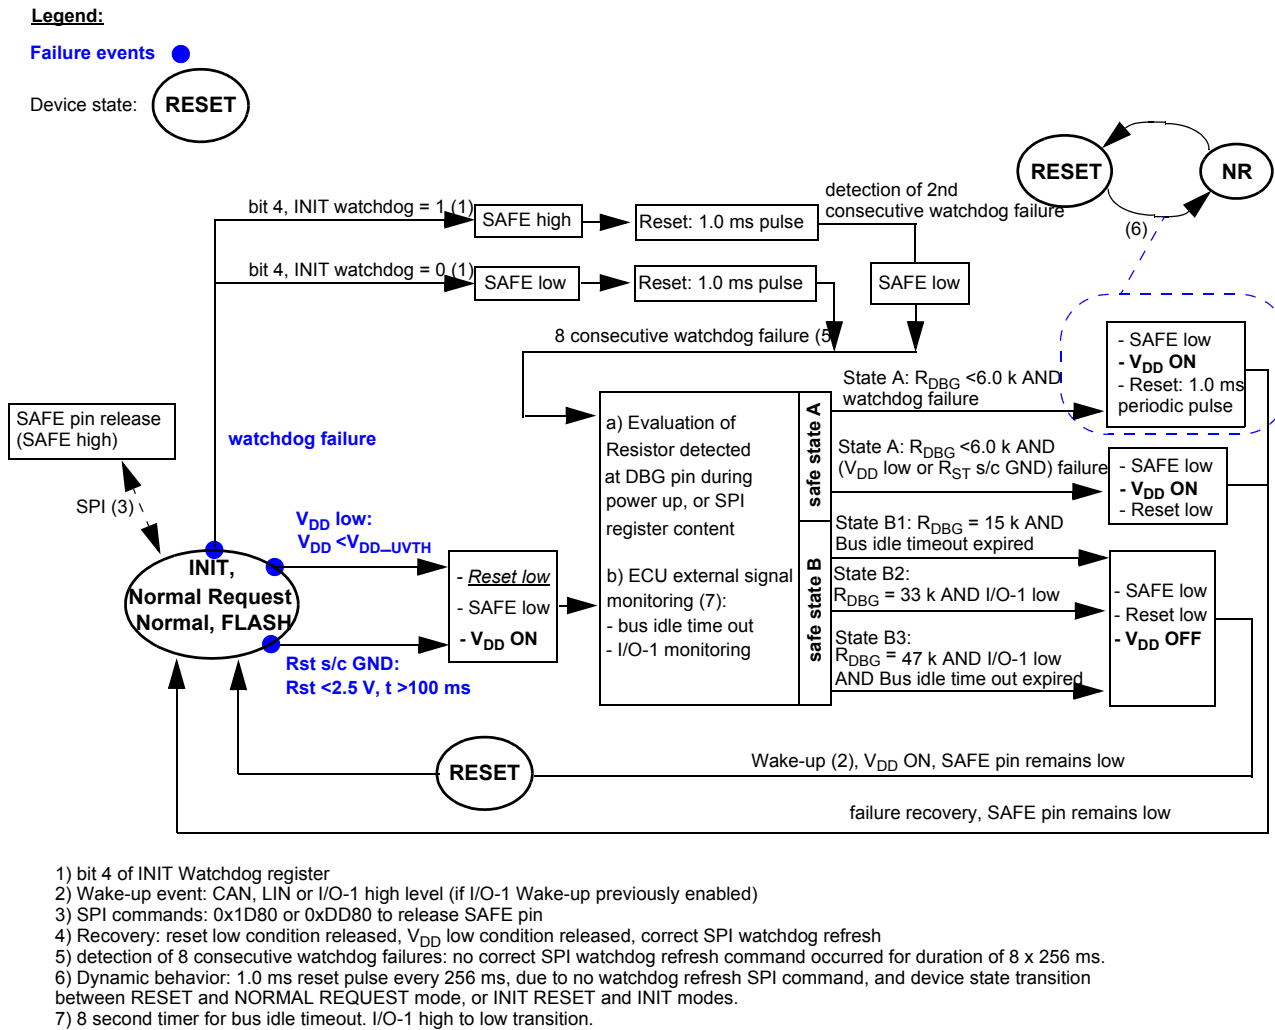 Legend:
Failure events
Device state:
RESET
RESET
NR
(6)
bit 4, INIT watchdog = 1 (1)
SAFE high
Reset: 1.0 ms pulse
detection of 2nd
consecutive watchdog failure
bit 4, INIT watchdog = 0 (1)
SAFE low
Reset: 1.0 ms pulse
SAFE low
8 consecutive watchdog failure (5
- SAFE low
- VDD ON
- Reset: 1.0 ms
periodic pulse
State A: RDBG <6.0 k AND
watchdog failure
SAFE pin release
(SAFE high)
watchdog failure
a) Evaluation of
Resistor detected
at DBG pin during
power up, or SPI
register content
b) ECU external signal
monitoring (7):
- bus idle time out
- I/O-1 monitoring
safe state A
safe state B
State A: RDBG <6.0 k AND
(VDD low or RST s/c GND) failure
- SAFE low
- VDD ON
- Reset low
SPI (3)
VDD low:
VDD <VDD_UVTH
State B1: RDBG = 15 k AND
Bus idle timeout expired
INIT,
Normal Request
Normal, FLASH
- Reset low
- SAFE low
- VDD ON
State B2:
RDBG = 33 k AND I/O-1 low
- SAFE low
- Reset low
- VDD OFF
State B3:
RDBG = 47 k AND I/O-1 low
AND Bus idle time out expired
Rst s/c GND:
Rst <2.5 V, t >100 ms
RESET
Wake-up (2), VDD ON, SAFE pin remains low
failure recovery, SAFE pin remains low
1) bit 4 of INIT Watchdog register
2) Wake-up event: CAN, LIN or I/O-1 high level (if I/O-1 Wake-up previously enabled)
3) SPI commands: 0x1D80 or 0xDD80 to release SAFE pin
4) Recovery: reset low condition released, VDD low condition released, correct SPI watchdog refresh
5) detection of 8 consecutive watchdog failures: no correct SPI watchdog refresh command occurred for duration of 8 x 256 ms.
6) Dynamic behavior: 1.0 ms reset pulse every 256 ms, due to no watchdog refresh SPI command, and device state transition
between RESET and NORMAL REQUEST mode, or INIT RESET and INIT modes.
7) 8 second timer for bus idle timeout. I/O-1 high to low transition.